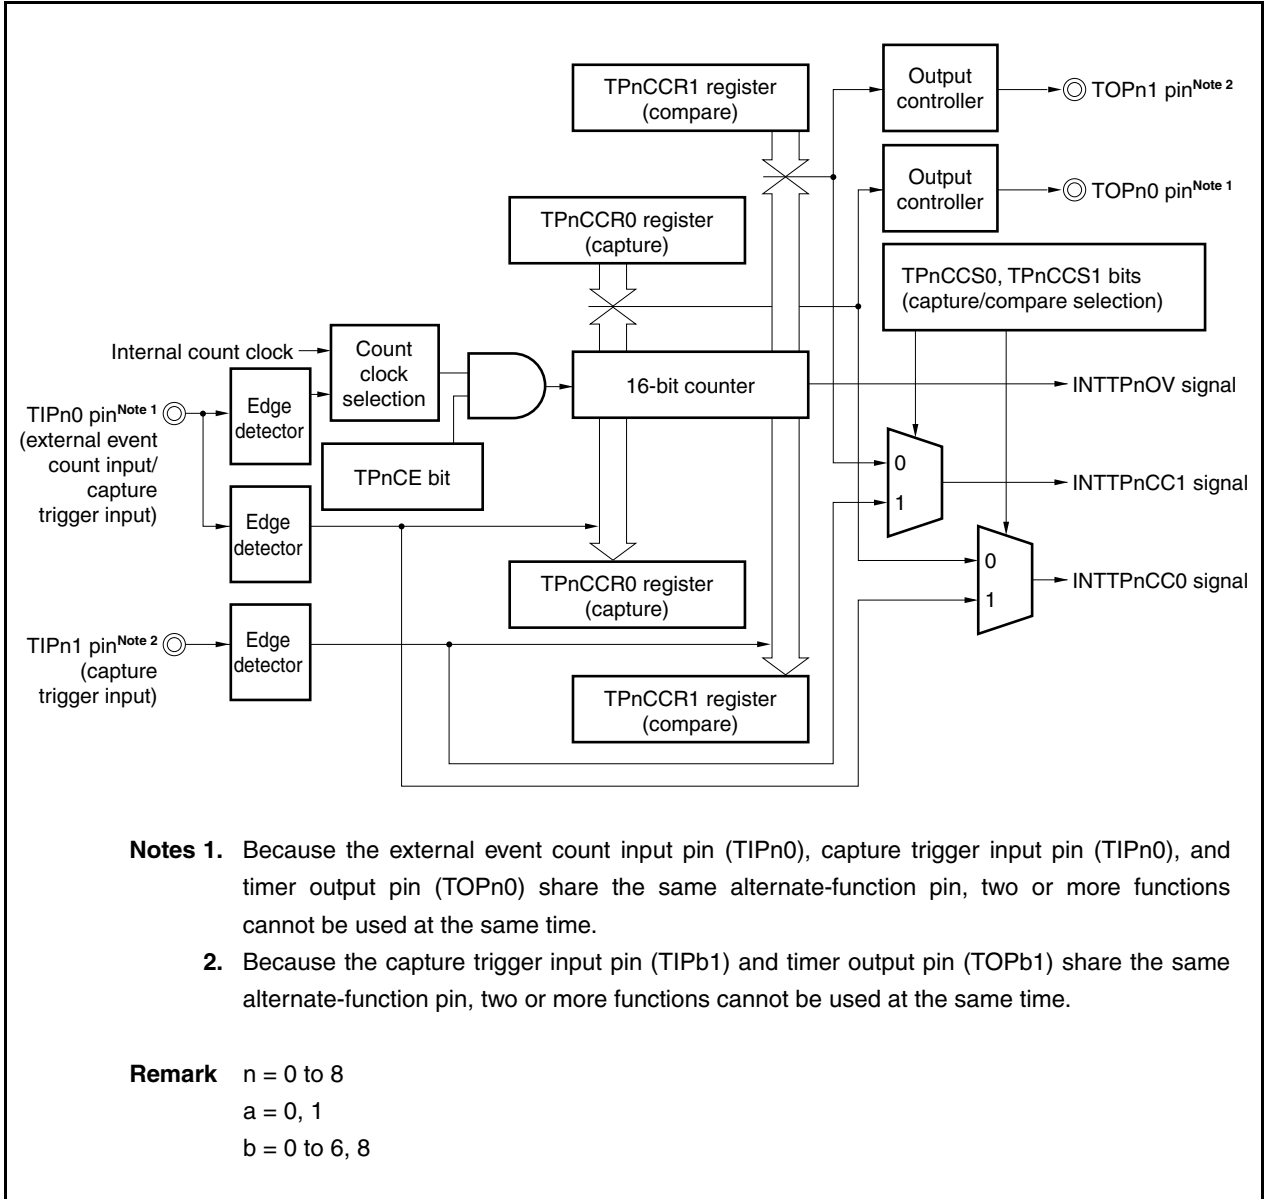 TPnCCR1 register
(compare)
Output
controller
TOPn1 pinNote 2
Output
controller
TOPn0 pinNote 1
TPnCCR0 register
(capture)
TPnCCS0, TPnCCS1 bits
(capture/compare selection)
Internal count clock
Count
clock
selection
16-bit counter
INTTPnOV signal
TIPn0 pinNote 1
(external event
count input/
capture
trigger input)
Edge
detector
TPnCE bit
0
1
INTTPnCC1 signal
Edge
detector
0
1
INTTPnCC0 signal
TPnCCR0 register
(capture)
TIPn1 pinNote 2
(capture
trigger input)
Edge
detector
TPnCCR1 register
(compare)
Notes 1. Because the external event count input pin (TIPn0), capture trigger input pin (TIPn0), and
timer output pin (TOPn0) share the same alternate-function pin, two or more functions
cannot be used at the same time.
2. Because the capture trigger input pin (TIPb1) and timer output pin (TOPb1) share the same
alternate-function pin, two or more functions cannot be used at the same time.
Remark n = 0 to 8
a = 0, 1
b = 0 to 6, 8